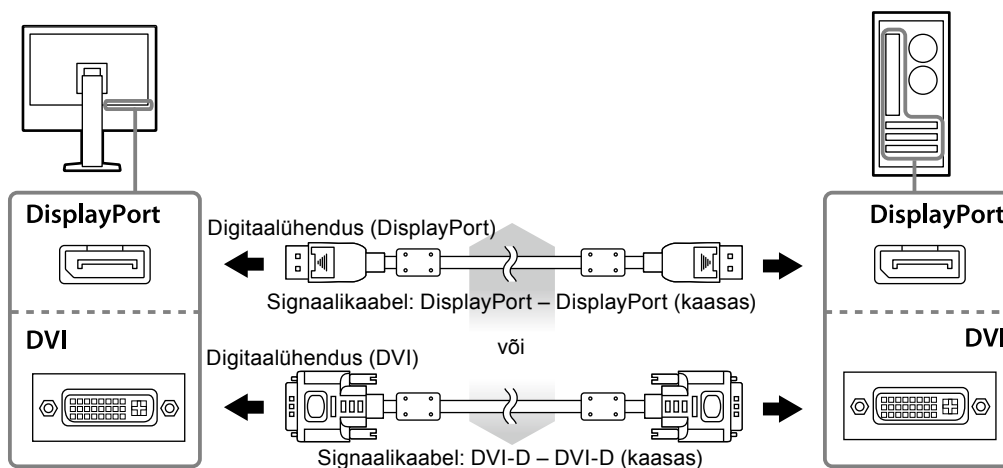 DisplayPort
Digitaalühendus (DisplayPort)
DisplayPort
Signaalikaabel: DisplayPort – DisplayPort (kaasas)
või
DVI
Digitaalühendus (DVI)
DVI
Signaalikaabel: DVI-D – DVI-D (kaasas)